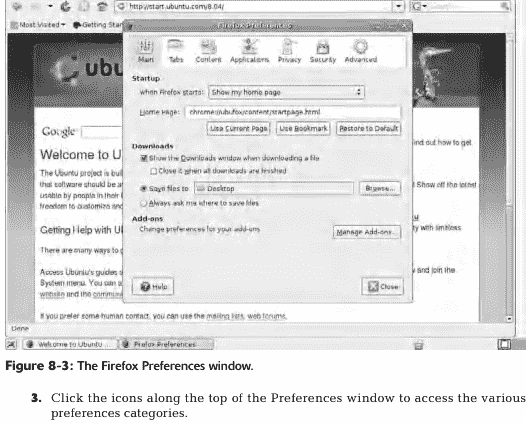 http://start.ubuntu.com/8.04/
Most Visited Getting Star
Firefox Preferences
Main Tabs Content Applications Privacy Security Advanced
ubu
Startup
When Firefox starts: Show my home page
Home Page: chrome://ubufox/content/startpage.html
Use Current Page Use Bookmark Restore to Default
Google
ind out how to get
Welcome to U
Downloads
Show the Downloads window when downloading a file
Close it when all downloads are finished
The Ubuntu project is buil
that software should be a
usable by people in their l
freedom to customize and
Save files to Desktop Browse...
Show off the latest
Always ask me where to save files
Add-ons
Change preferences for your add-ons
Manage Add-ons...
ty with limitless
Getting Help with U
There are many ways to g
Access Ubuntu's guides a
System menu. You can a
website and the commun
and join the
Help Close
If you prefer some human contact, you can use the mailing lists, web forums.
Done
Welcome to Ubuntu ... Firefox Preferences
Figure 8-3: The Firefox Preferences window.
3. Click the icons along the top of the Preferences window to access the various
preferences categories.